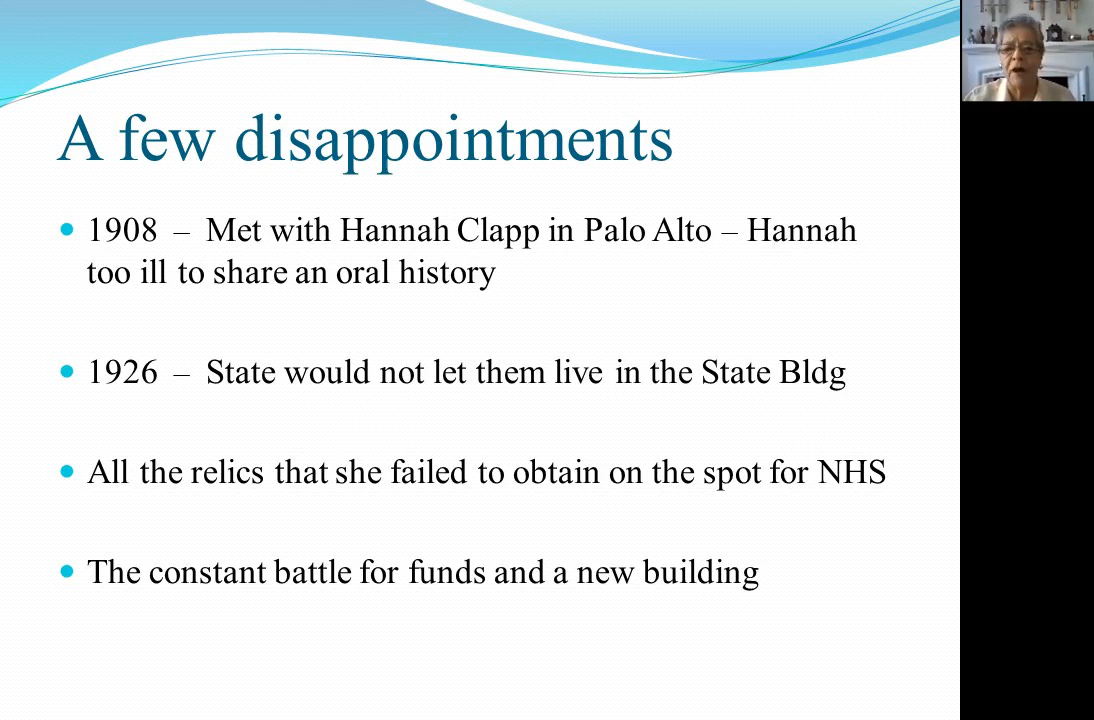 A few disappointments
• 1908 – Met with Hannah Clapp in Palo Alto – Hannah
too ill to share an oral history
• 1926 – State would not let them live in the State Bldg
• All the relics that she failed to obtain on the spot for NHS
• The constant battle for funds and a new building